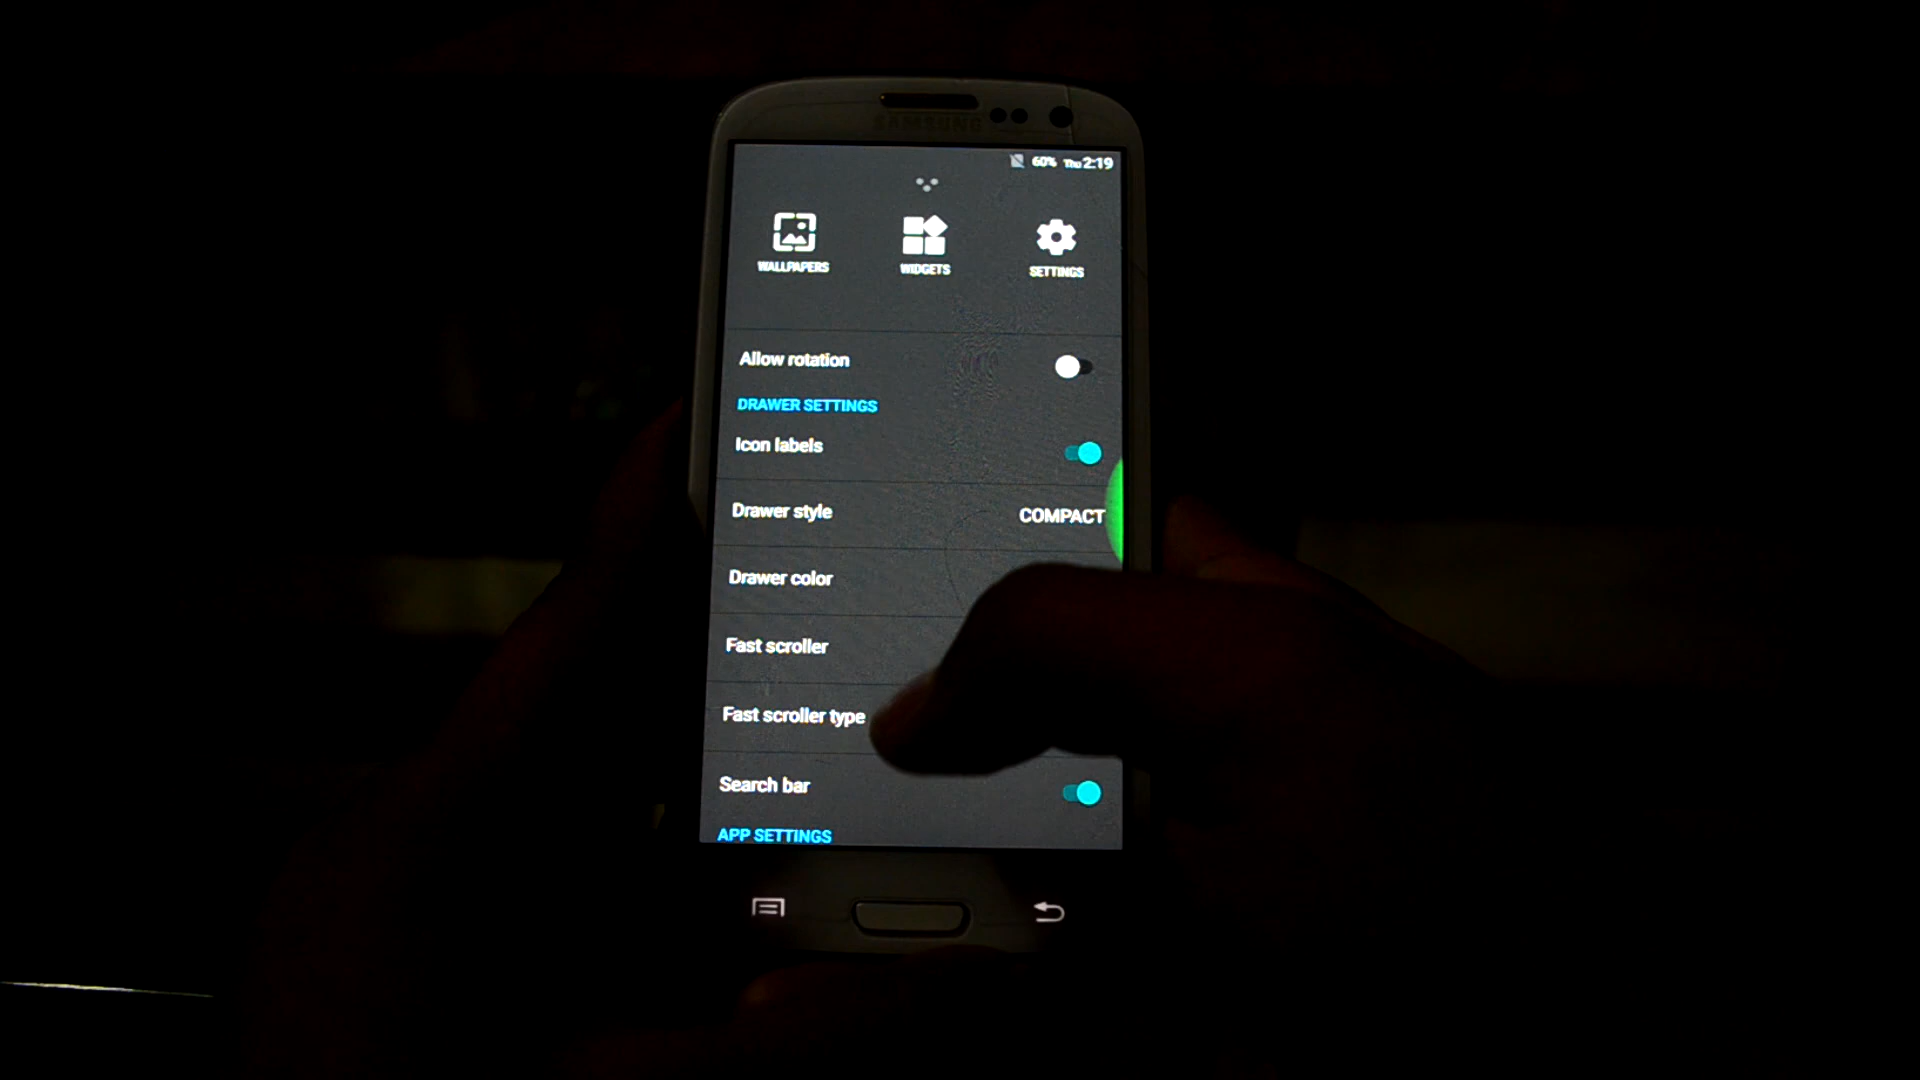 SAMSUNG
60% Thu 2:19
WALLPAPERS
WIDGETS
SETTINGS
Allow rotation
DRAWER SETTINGS
Icon labels
Drawer style
COMPACT
Drawer color
Fast scroller
Fast scroller type
Search bar
APP SETTINGS